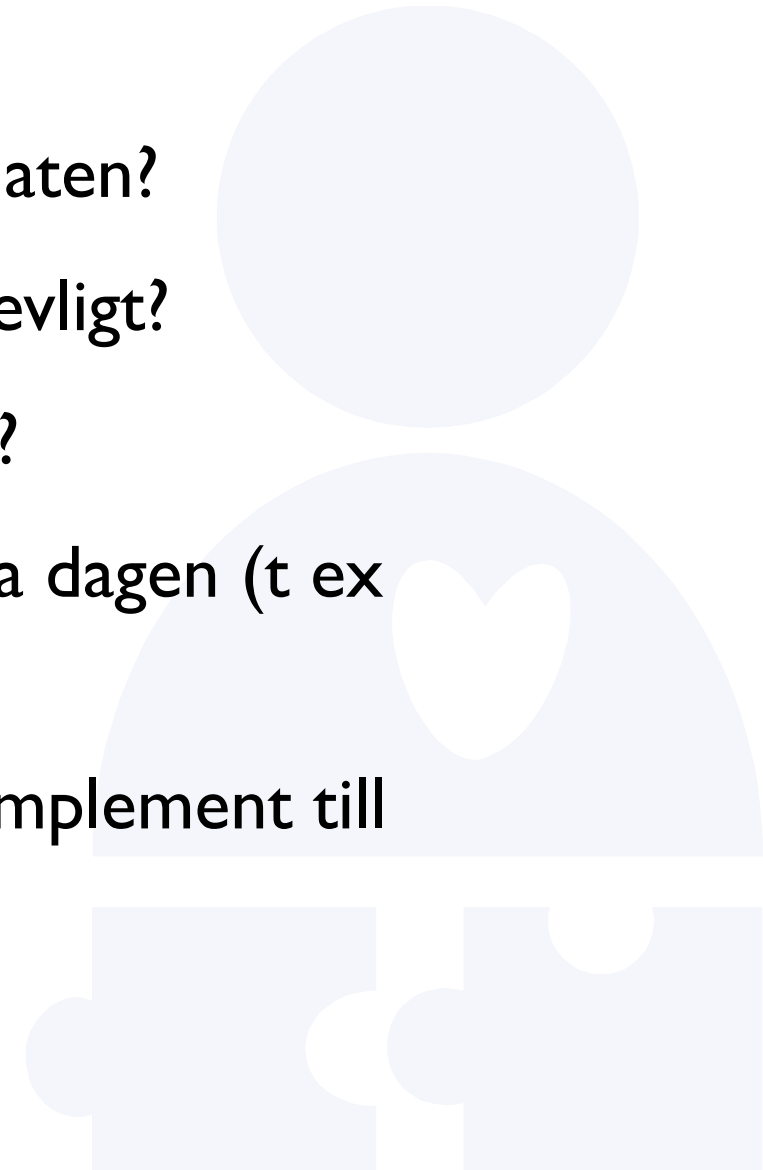 aten?
evligt?
?
a dagen (t ex
mplement till